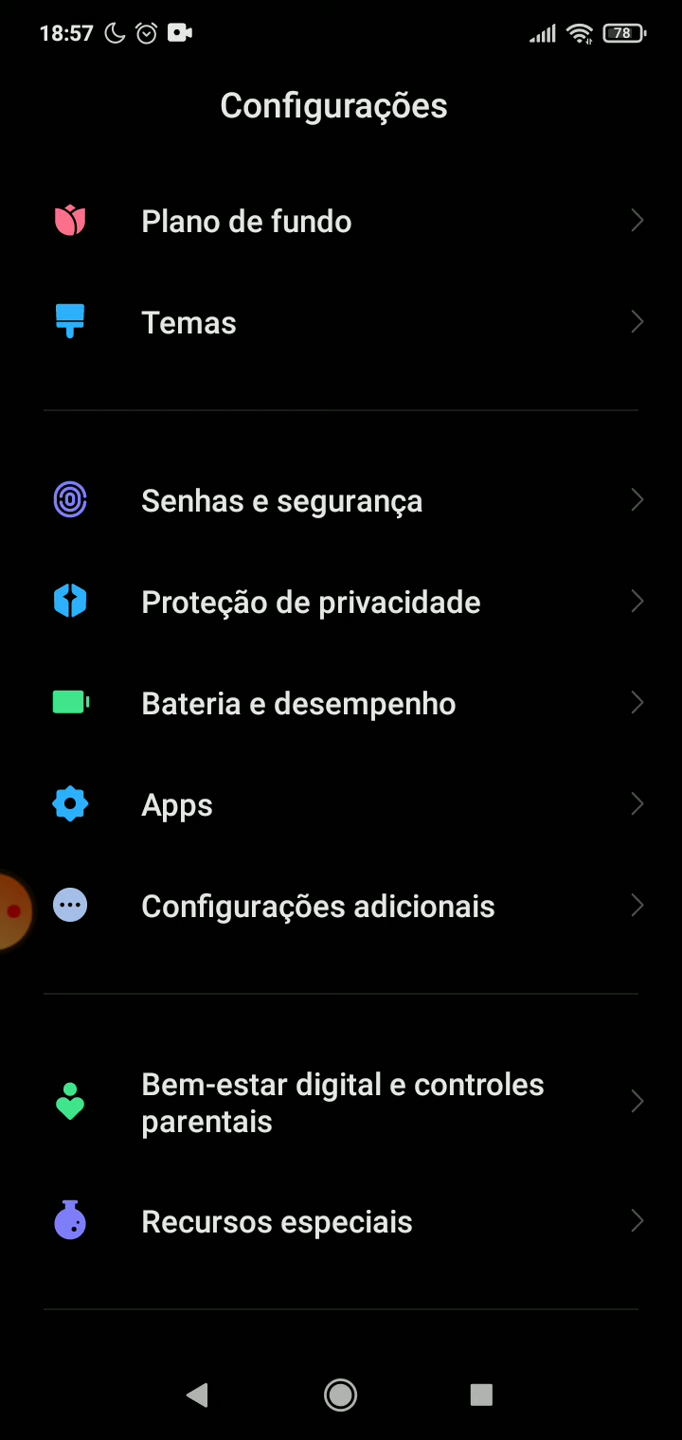 18:57
78
Configurações
Plano de fundo
Temas
Senhas e segurança
Proteção de privacidade
Bateria e desempenho
Apps
Configurações adicionais
Bem-estar digital e controles
parentais
Recursos especiais